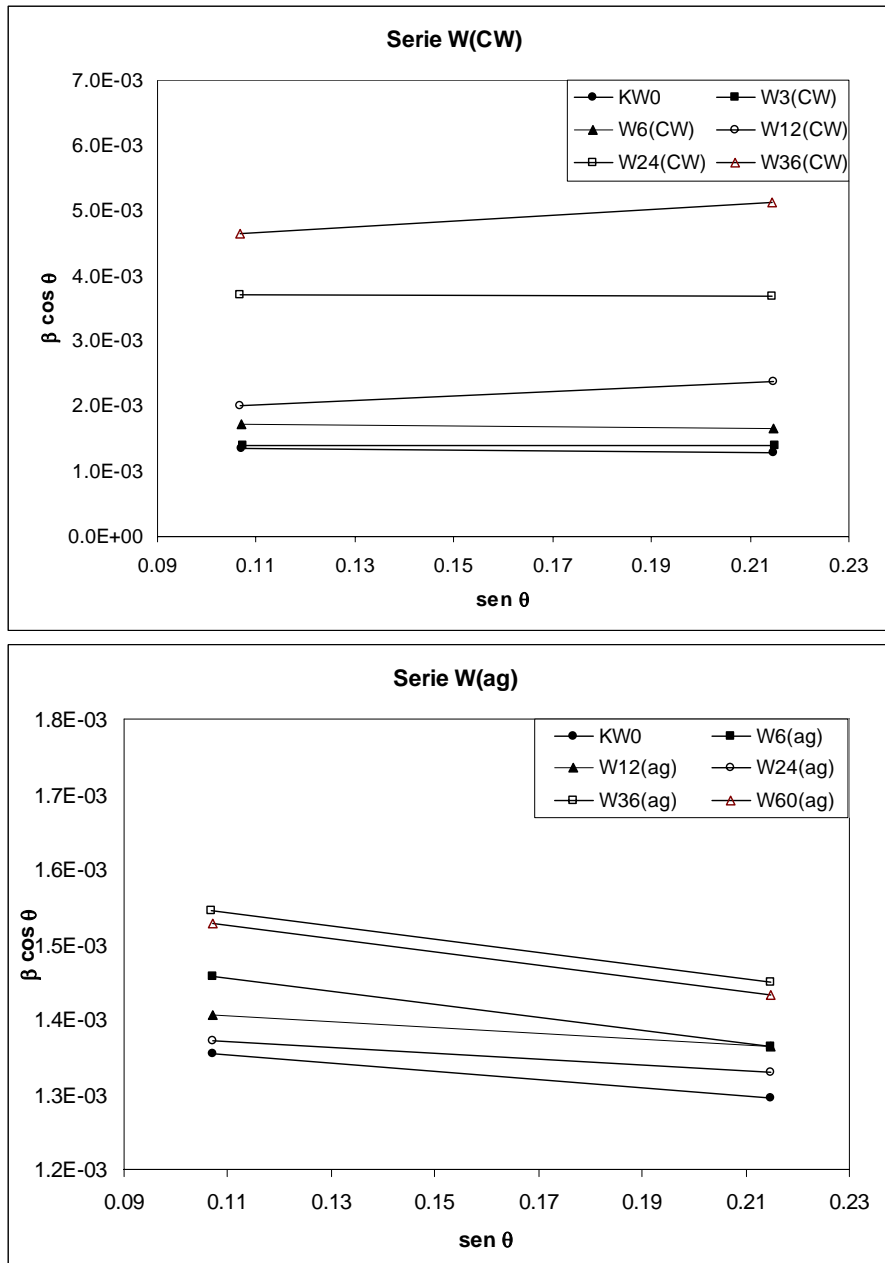 Serie W(CW)
7.0E-03
6.0E-03
5.0E-03
4.0E-03
3.0E-03
2.0E-03
1.0E-03
0.0E+00
β cos θ
KW0 W3(CW)
W6(CW) W12(CW)
W24(CW) W36(CW)
0.09 0.11 0.13 0.15 0.17 0.19 0.21 0.23
sen θ
Serie W(ag)
1.8E-03
1.7E-03
1.6E-03
1.5E-03
1.4E-03
1.3E-03
1.2E-03
β cos θ
KW0 W6(ag)
W12(ag) W24(ag)
W36(ag) W60(ag)
0.09 0.11 0.13 0.15 0.17 0.19 0.21 0.23
sen θ